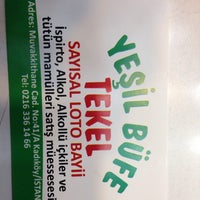 YEŞİL BÜFE
TEKEL
SAYISAL LOTO BAYİİ
İspirto, Alkol, Alkollü içkiler ve
tütün mamülleri satış müessesesi
Adres: Muvakkithane Cad. No:41/A Kadıköy/İSTAN
Tel: 0216 336 14 66